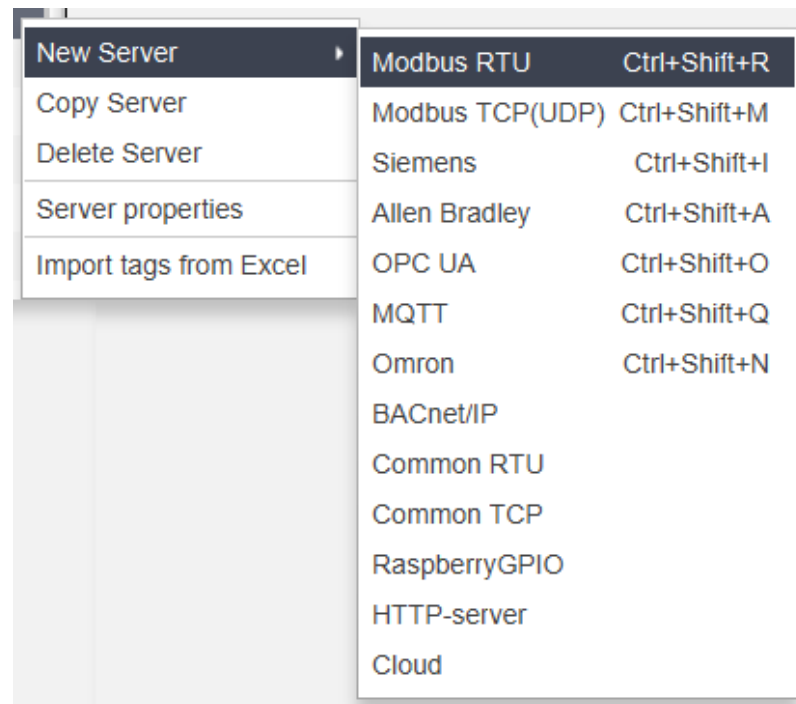 New Server
Copy Server
Delete Server
Server properties
Import tags from Excel
Modbus RTU Ctrl+Shift+R
Modbus TCP(UDP) Ctrl+Shift+M
Siemens Ctrl+Shift+I
Allen Bradley Ctrl+Shift+A
OPC UA Ctrl+Shift+O
MQTT Ctrl+Shift+Q
Omron Ctrl+Shift+N
BACnet/IP
Common RTU
Common TCP
RaspberryGPIO
HTTP-server
Cloud